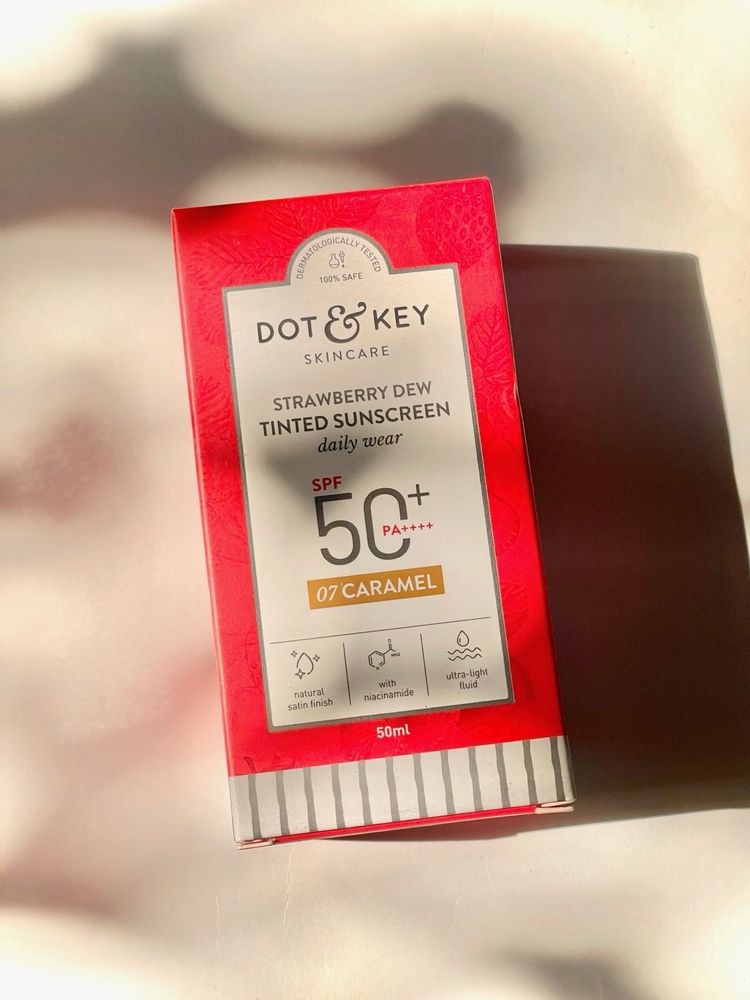 DERMATOLOGICALLY TESTED
100% SAFE
DOT & KEY
SKINCARE
STRAWBERRY DEW
TINTED SUNSCREEN
daily wear
SPF
50+
PA++++
07 CARAMEL
NH2
natural
satin finish
with
niacinamide
ultra-light
fluid
50ml